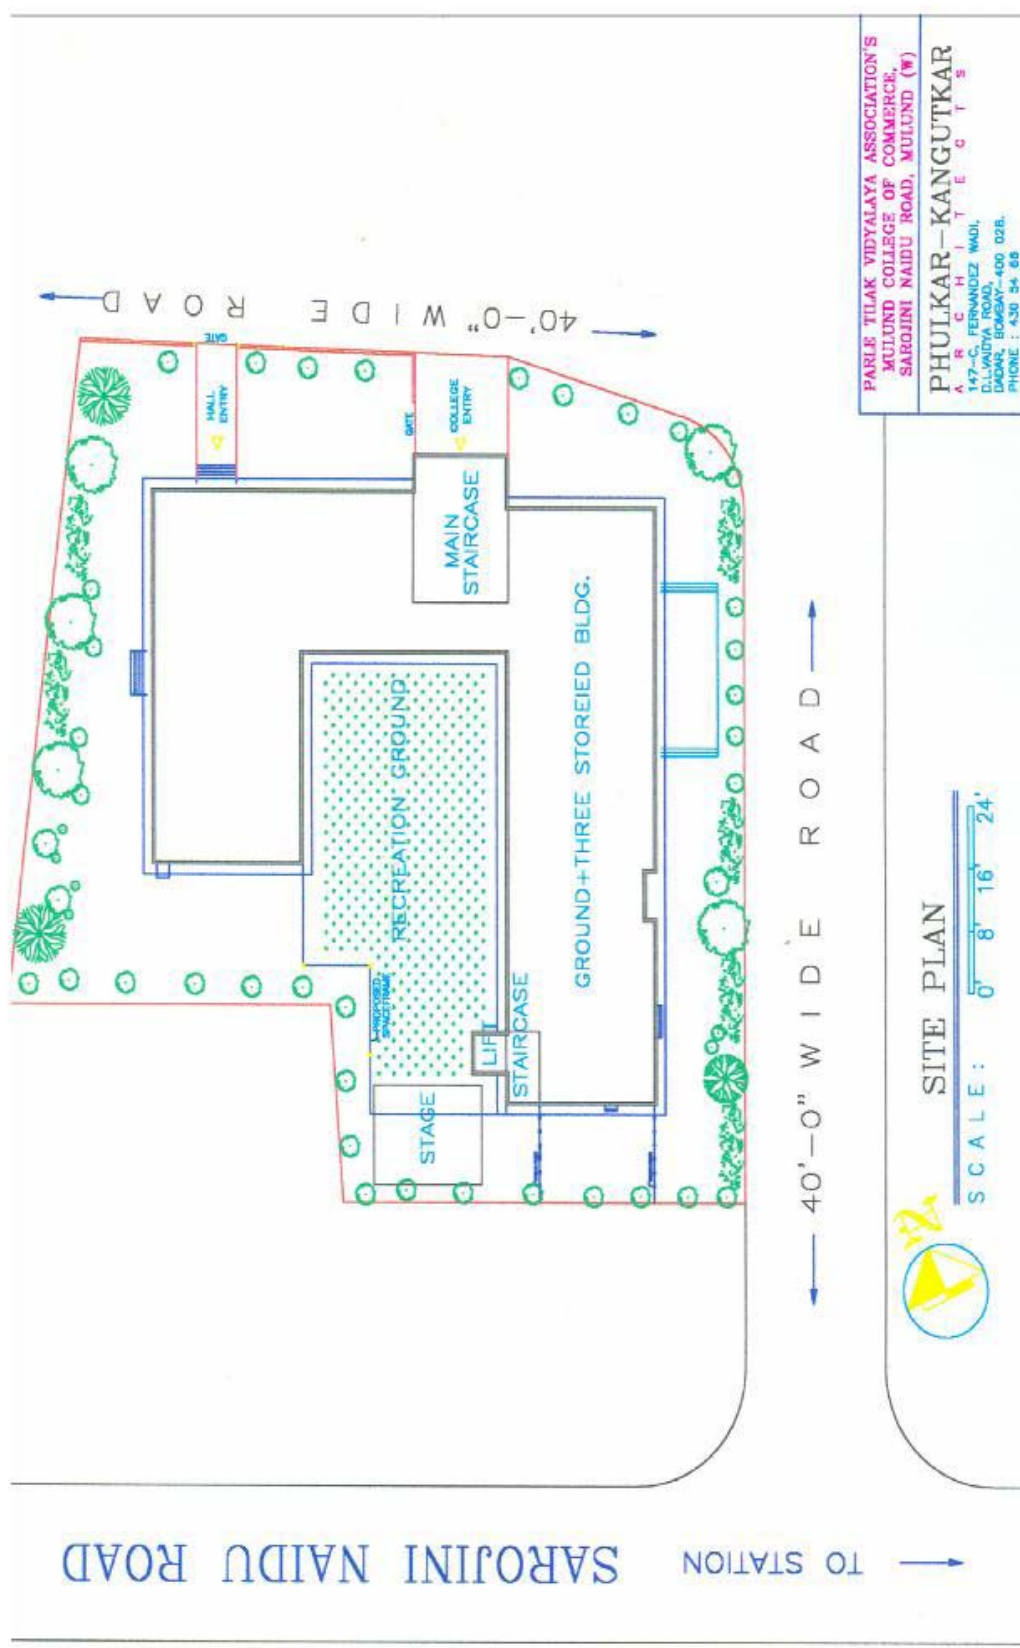 PARLE TILAK VIDYALAYA ASSOCIATION'S
MULUND COLLEGE OF COMMERCE,
SAROJINI NAIDU ROAD, MULUND (W)
PHULKAR-KANGUTKAR
ARCHITECTS
147-C, FERNANDEZ WADI,
D.L.VAIDYA ROAD,
DADAR, BOMBAY-400 028.
PHONE : 430 54 68
40'-0" WIDE ROAD
GATE
HALL
ENTRY
GATE
COLLEGE
ENTRY
MAIN
STAIRCASE
RECREATION GROUND
GROUND+THREE STOREIED BLDG.
PROPOSED
SPACEFRAME
LIFT
STAIRCASE
STAGE
40'-0" WIDE ROAD
SITE PLAN
SCALE :
0' 8' 16' 24'
SAROJINI NAIDU ROAD
TO STATION